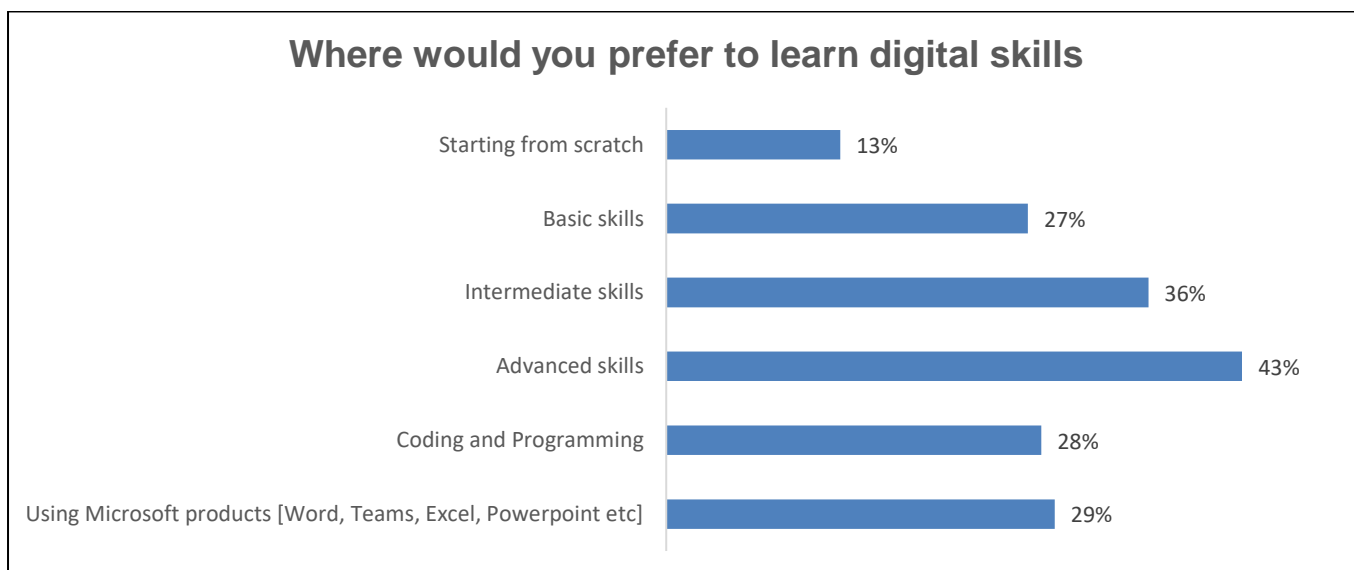 Where would you prefer to learn digital skills
Starting from scratch 13%
Basic skills 27%
Intermediate skills 36%
Advanced skills 43%
Coding and Programming 28%
Using Microsoft products [Word, Teams, Excel, Powerpoint etc] 29%